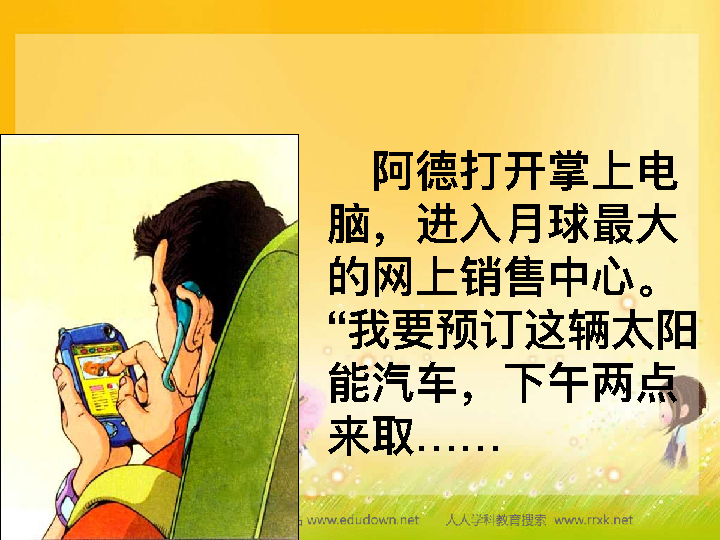 阿德打开掌上电
脑，进入月球最大
的网上销售中心。
“我要预订这辆太阳
能汽车，下午两点
来取……
www.edudown.net 人人学科教育搜索 www.rrxk.net